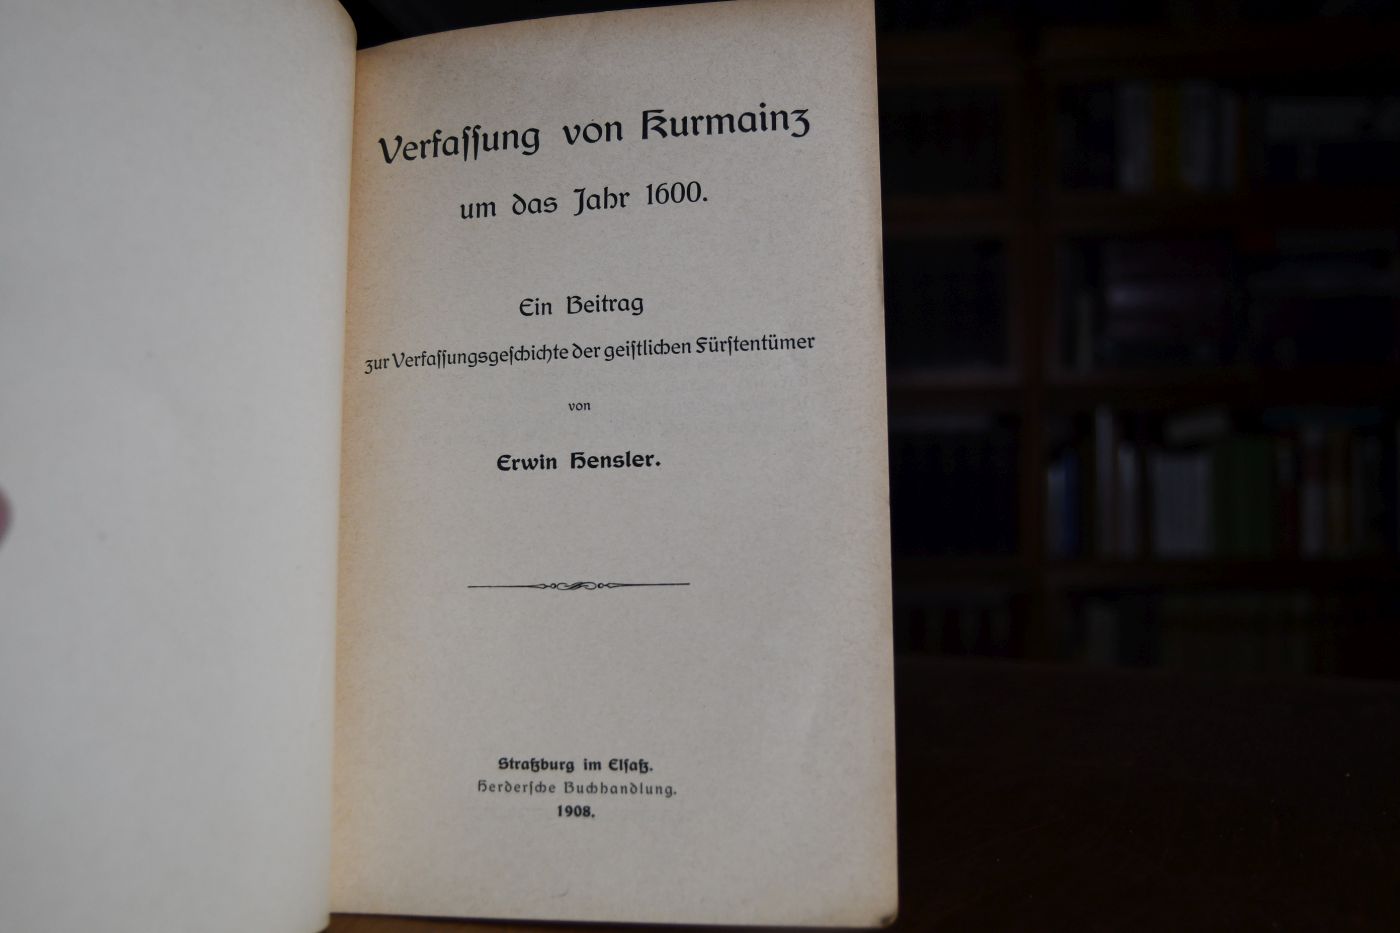 Verfaſſung von Kurmainz
um das Jahr 1600.
Ein Beitrag
zur Verfaſſungsgeſchichte der geiſtlichen Fürſtentümer
von
Erwin Hensler.
Straßburg im Elſaß.
Herderſche Buchhandlung.
1908.